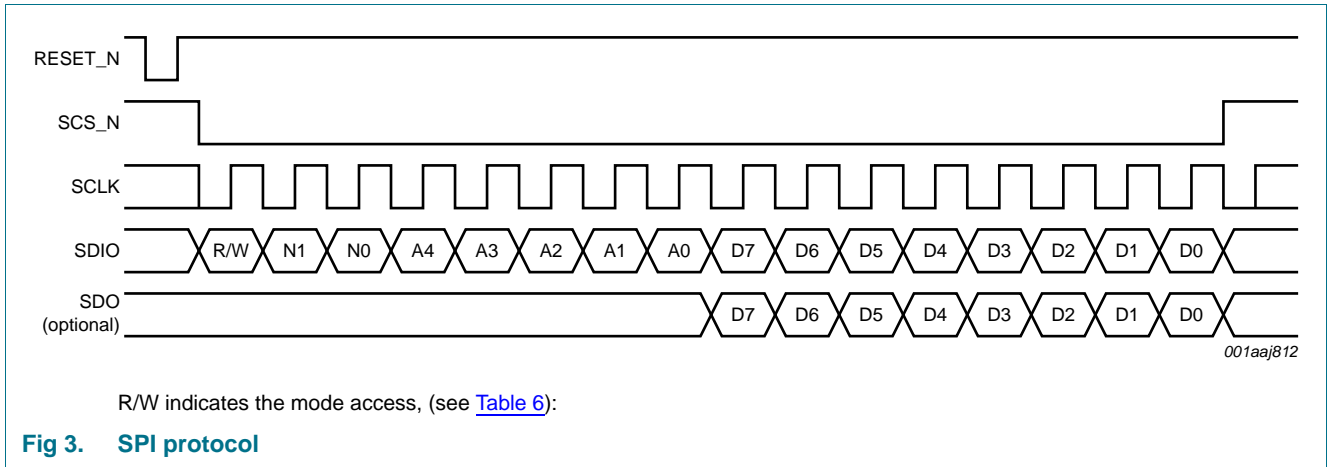 RESET_N
SCS_N
SCLK
SDIO R/W N1 N0 A4 A3 A2 A1 A0 D7 D6 D5 D4 D3 D2 D1 D0
SDO
(optional) D7 D6 D5 D4 D3 D2 D1 D0
001aaj812
R/W indicates the mode access, (see Table 6):
Fig 3. SPI protocol